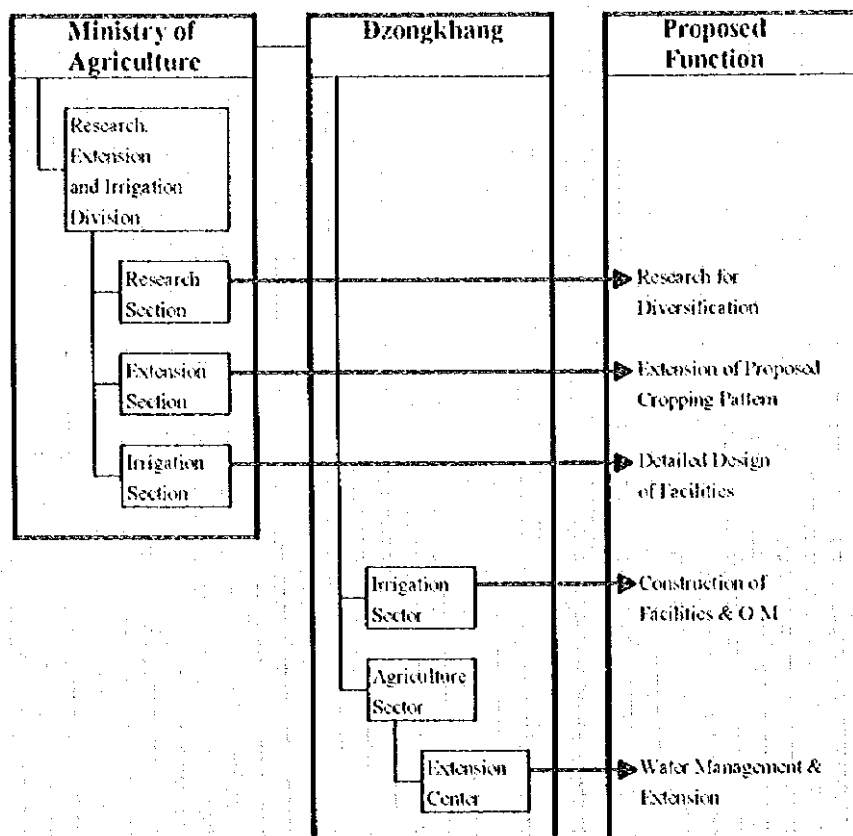 Ministry of
Agriculture
Dzongkhang
Proposed
Function
Research,
Extension
and Irrigation
Division
Research
Section
Research for
Diversification
Extension
Section
Extension of Proposed
Cropping Pattern
Irrigation
Section
Detailed Design
of Facilities
Irrigation
Sector
Construction of
Facilities & O M
Agriculture
Sector
Extension
Center
Water Management &
Extension